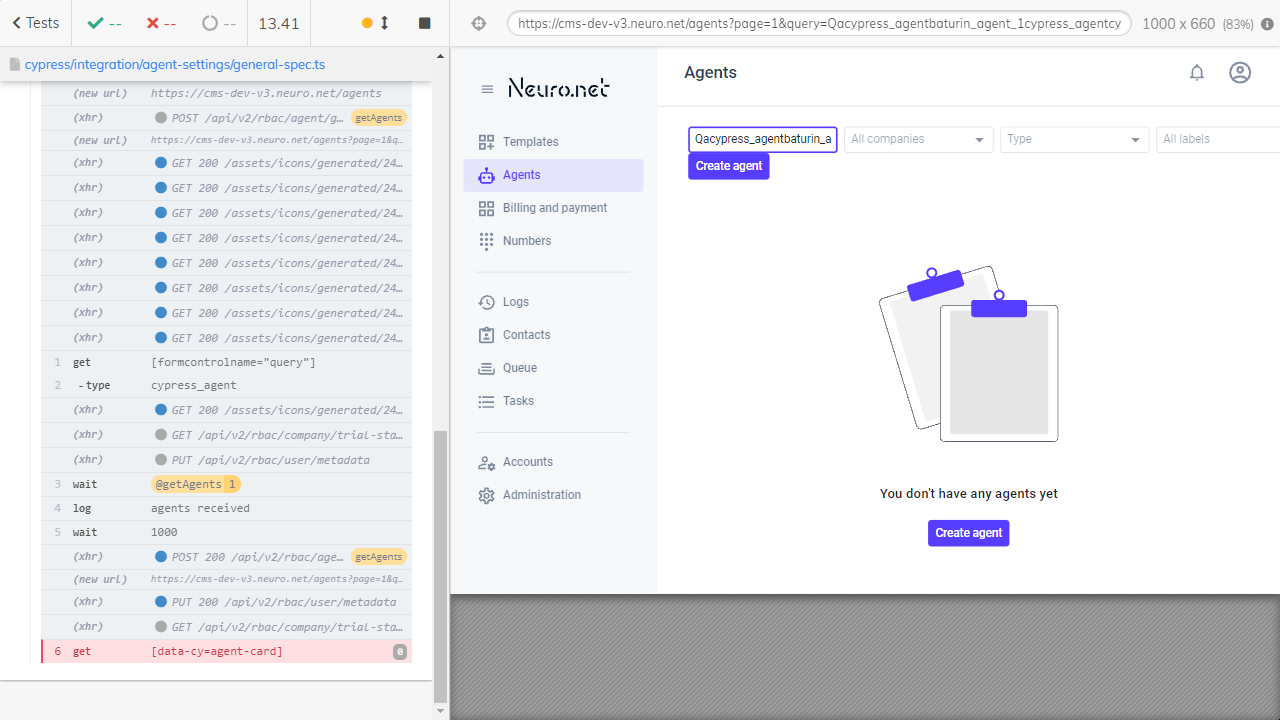 Tests
--
--
--
13.41
https://cms-dev-v3.neuro.net/agents?page=1&query=Qacypress_agentbaturin_agent_1cypress_agentcy
1000 x 660 (83%)
cypress/integration/agent-settings/general-spec.ts
(new url) https://cms-dev-v3.neuro.net/agents
(xhr) POST /api/v2/rbac/agent/g… getAgents
(new url) https://cms-dev-v3.neuro.net/agents?page=1&q…
(xhr) GET 200 /assets/icons/generated/24…
(xhr) GET 200 /assets/icons/generated/24…
(xhr) GET 200 /assets/icons/generated/24…
(xhr) GET 200 /assets/icons/generated/24…
(xhr) GET 200 /assets/icons/generated/24…
(xhr) GET 200 /assets/icons/generated/24…
(xhr) GET 200 /assets/icons/generated/24…
(xhr) GET 200 /assets/icons/generated/24…
1 get [formcontrolname="query"]
2 -type cypress_agent
(xhr) GET 200 /assets/icons/generated/24…
(xhr) GET /api/v2/rbac/company/trial-sta…
(xhr) PUT /api/v2/rbac/user/metadata
3 wait @getAgents 1
4 log agents received
5 wait 1000
(xhr) POST 200 /api/v2/rbac/age… getAgents
(new url) https://cms-dev-v3.neuro.net/agents?page=1&q…
(xhr) PUT 200 /api/v2/rbac/user/metadata
(xhr) GET /api/v2/rbac/company/trial-sta…
6 get [data-cy=agent-card] 0
Neuro.net
Templates
Agents
Billing and payment
Numbers
Logs
Contacts
Queue
Tasks
Accounts
Administration
Agents
Qacypress_agentbaturin_a
All companies
Type
All labels
Create agent
You don't have any agents yet
Create agent